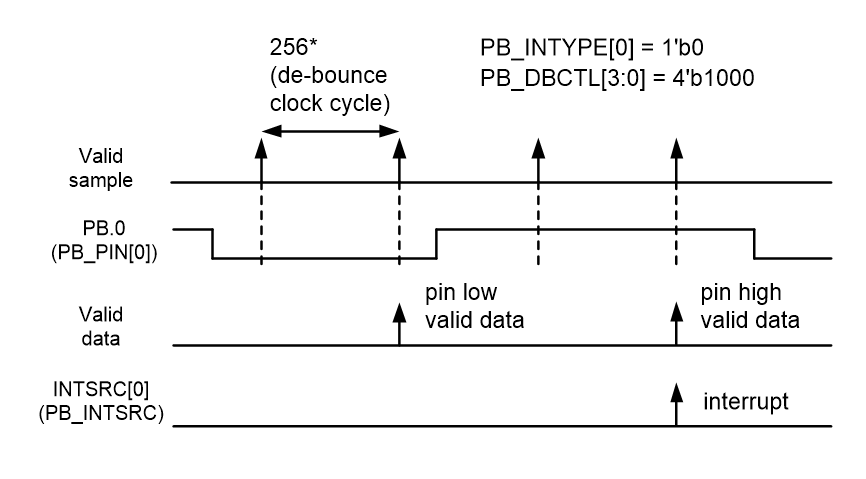 256*
(de-bounce
clock cycle)
PB_INTYPE[0] = 1'b0
PB_DBCTL[3:0] = 4'b1000
Valid
sample
PB.0
(PB_PIN[0])
pin low
valid data
pin high
valid data
Valid
data
INTSRC[0]
(PB_INTSRC)
interrupt